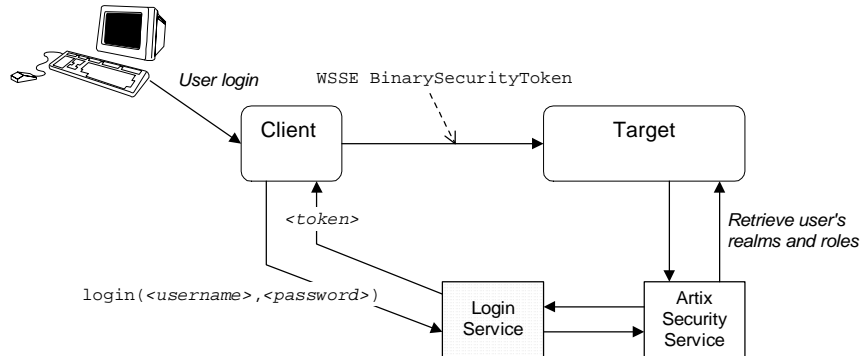 User login
WSSE BinarySecurityToken
Client
Target
<token>
Retrieve user's
realms and roles
login(<username>,<password>)
Login
Service
Artix
Security
Service